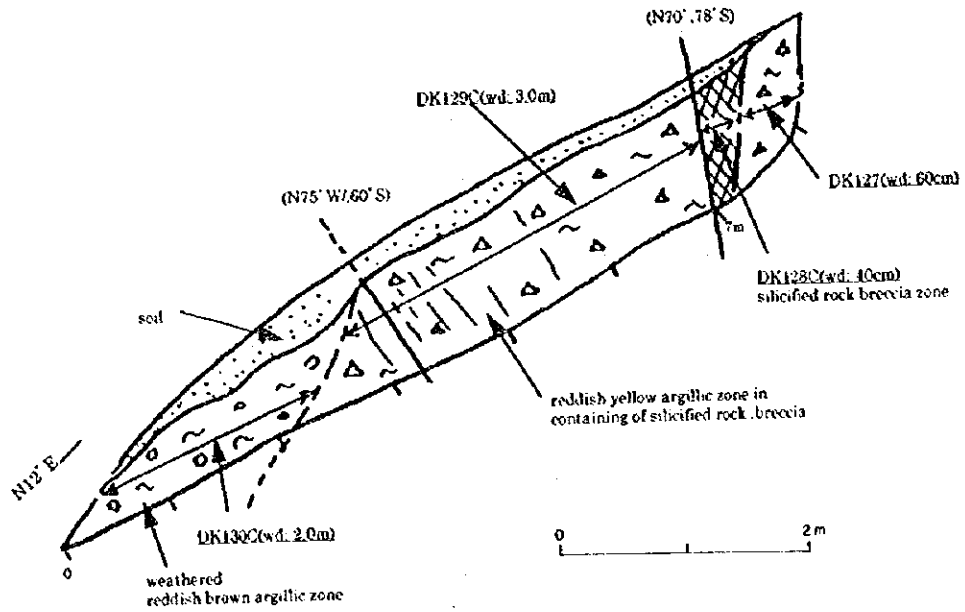 (N70°,78°S)
DK129C(wd: 3.0m)
(N75°W/,60°S)
DK127(wd: 60cm)
7m
DK128C(wd: 40cm)
silicified rock breccia zone
soil
reddish yellow argillic zone in
containing of silicified rock .breccia
N12°E
DK130C(wd: 2.0m)
0
2m
0
weathered
reddish brown argillic zone